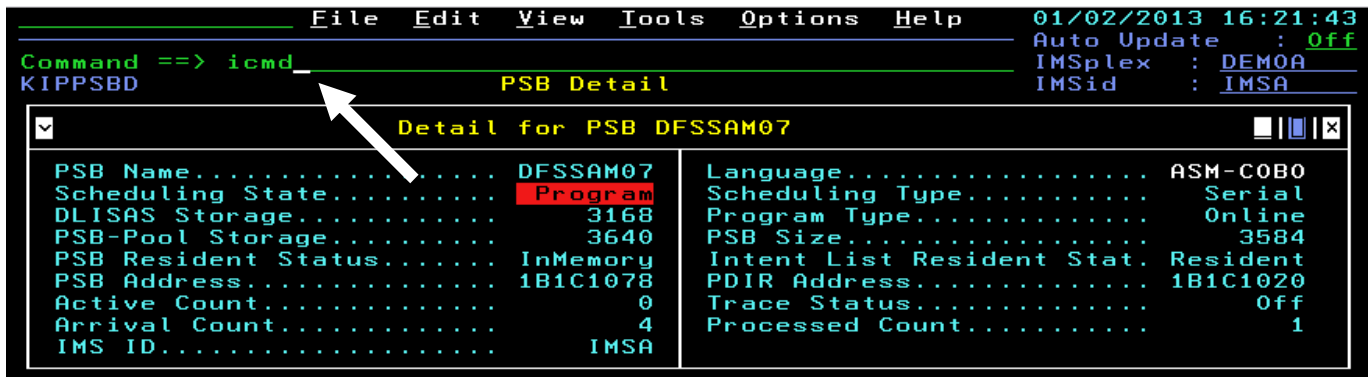 File Edit View Tools Options Help 01/02/2013 16:21:43
Auto Update : Off
Command ==> icmd_ IMSplex : DEMOA
KIPPSBD PSB Detail IMSid : IMSA
Detail for PSB DFSSAM07
PSB Name................... DFSSAM07 Language.................. ASM-COBO
Scheduling State.......... Program Scheduling Type............ Serial
DLISAS Storage............ 3168 Program Type............. Online
PSB-Pool Storage.......... 3640 PSB Size.................. 3584
PSB Resident Status....... InMemory Intent List Resident Stat. Resident
PSB Address............... 1B1C1078 PDIR Address.............. 1B1C1020
Active Count.............. 0 Trace Status.............. Off
Arrival Count............. 4 Processed Count........... 1
IMS ID.................... IMSA